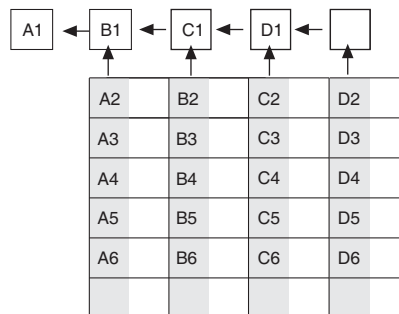 A1 B1 C1 D1
A2 B2 C2 D2
A3 B3 C3 D3
A4 B4 C4 D4
A5 B5 C5 D5
A6 B6 C6 D6